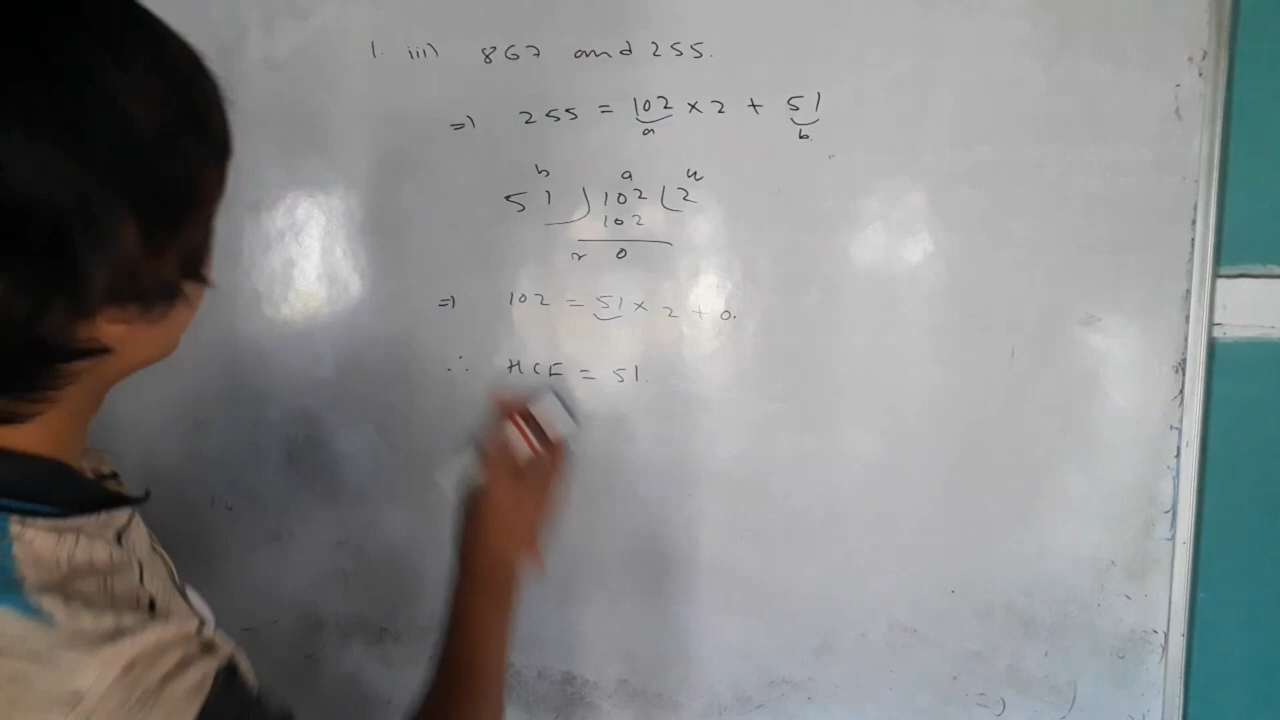 1. iii) 867 and 255.
=) 255 = 102 × 2 + 51
a b
b a u
51 ) 102 ( 2
102
r 0
=) 102 = 51 × 2 + 0.
∴ HCF = 51.
=)